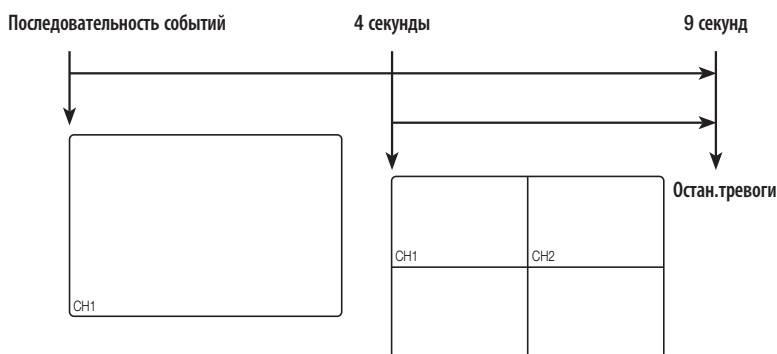 Последовательность событий
4 секунды
9 секунд
Остан.тревоги
CH1
CH2
CH1